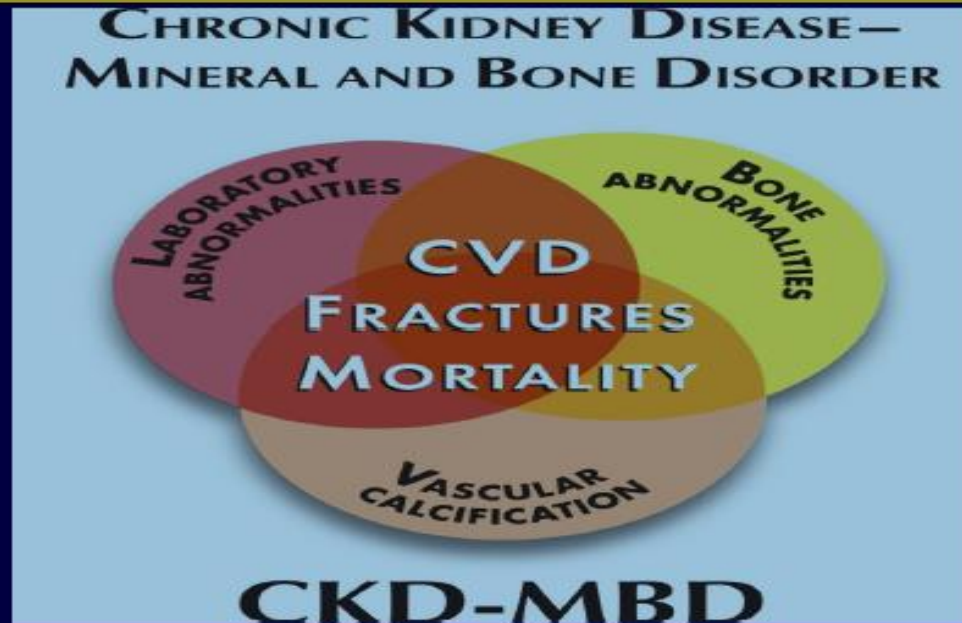 CHRONIC KIDNEY DISEASE—
MINERAL AND BONE DISORDER
LABORATORY
ABNORMALITIES
BONE
ABNORMALITIES
CVD
FRACTURES
MORTALITY
VASCULAR
CALCIFICATION
CKD-MBD